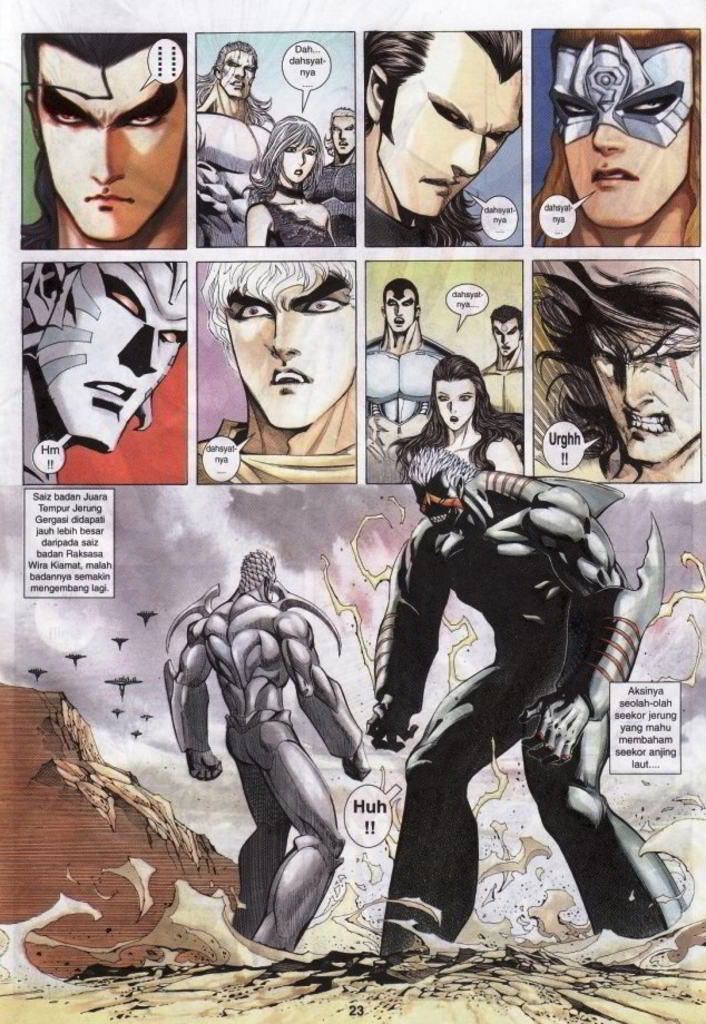 !!!!
!!!!
Dah...
dahsyat-
nya
dahsyat-
nya
...
dahsyat-
nya
...
Hm
!!
dahsyat-
nya
...
dahsyat-
nya....
Urghh
!!
Saiz badan Juara
Tempur Jerung
Gergasi didapati
jauh lebih besar
daripada saiz
badan Raksasa
Wira Kiamat, malah
badannya semakin
mengembang lagi.
Aksinya
seolah-olah
seekor jerung
yang mahu
membaham
seekor anjing
laut....
Huh
!!
23